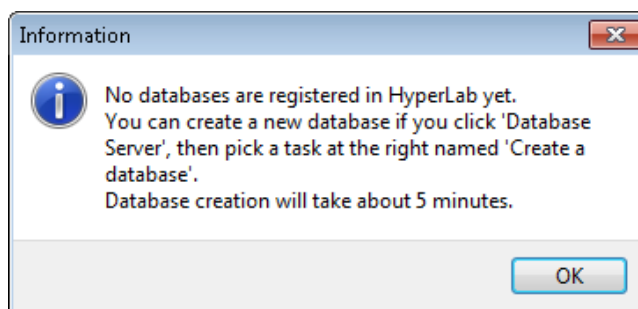 Information
No databases are registered in HyperLab yet.
You can create a new database if you click 'Database
Server', then pick a task at the right named 'Create a
database'.
Database creation will take about 5 minutes.
OK